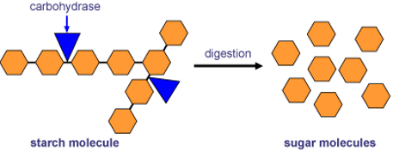 carbohydrase
digestion
starch molecule
sugar molecules